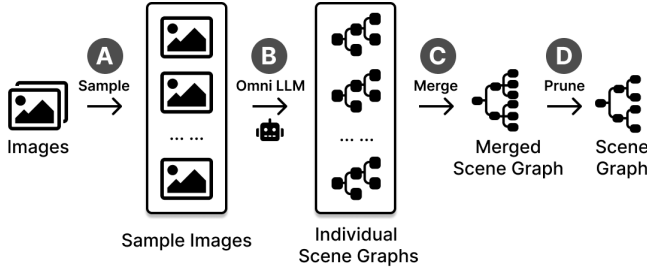 A
B
C
D
Sample
Omni LLM
Merge
Prune
... ...
... ...
Images
Merged
Scene Graph
Scene
Graph
Sample Images
Individual
Scene Graphs